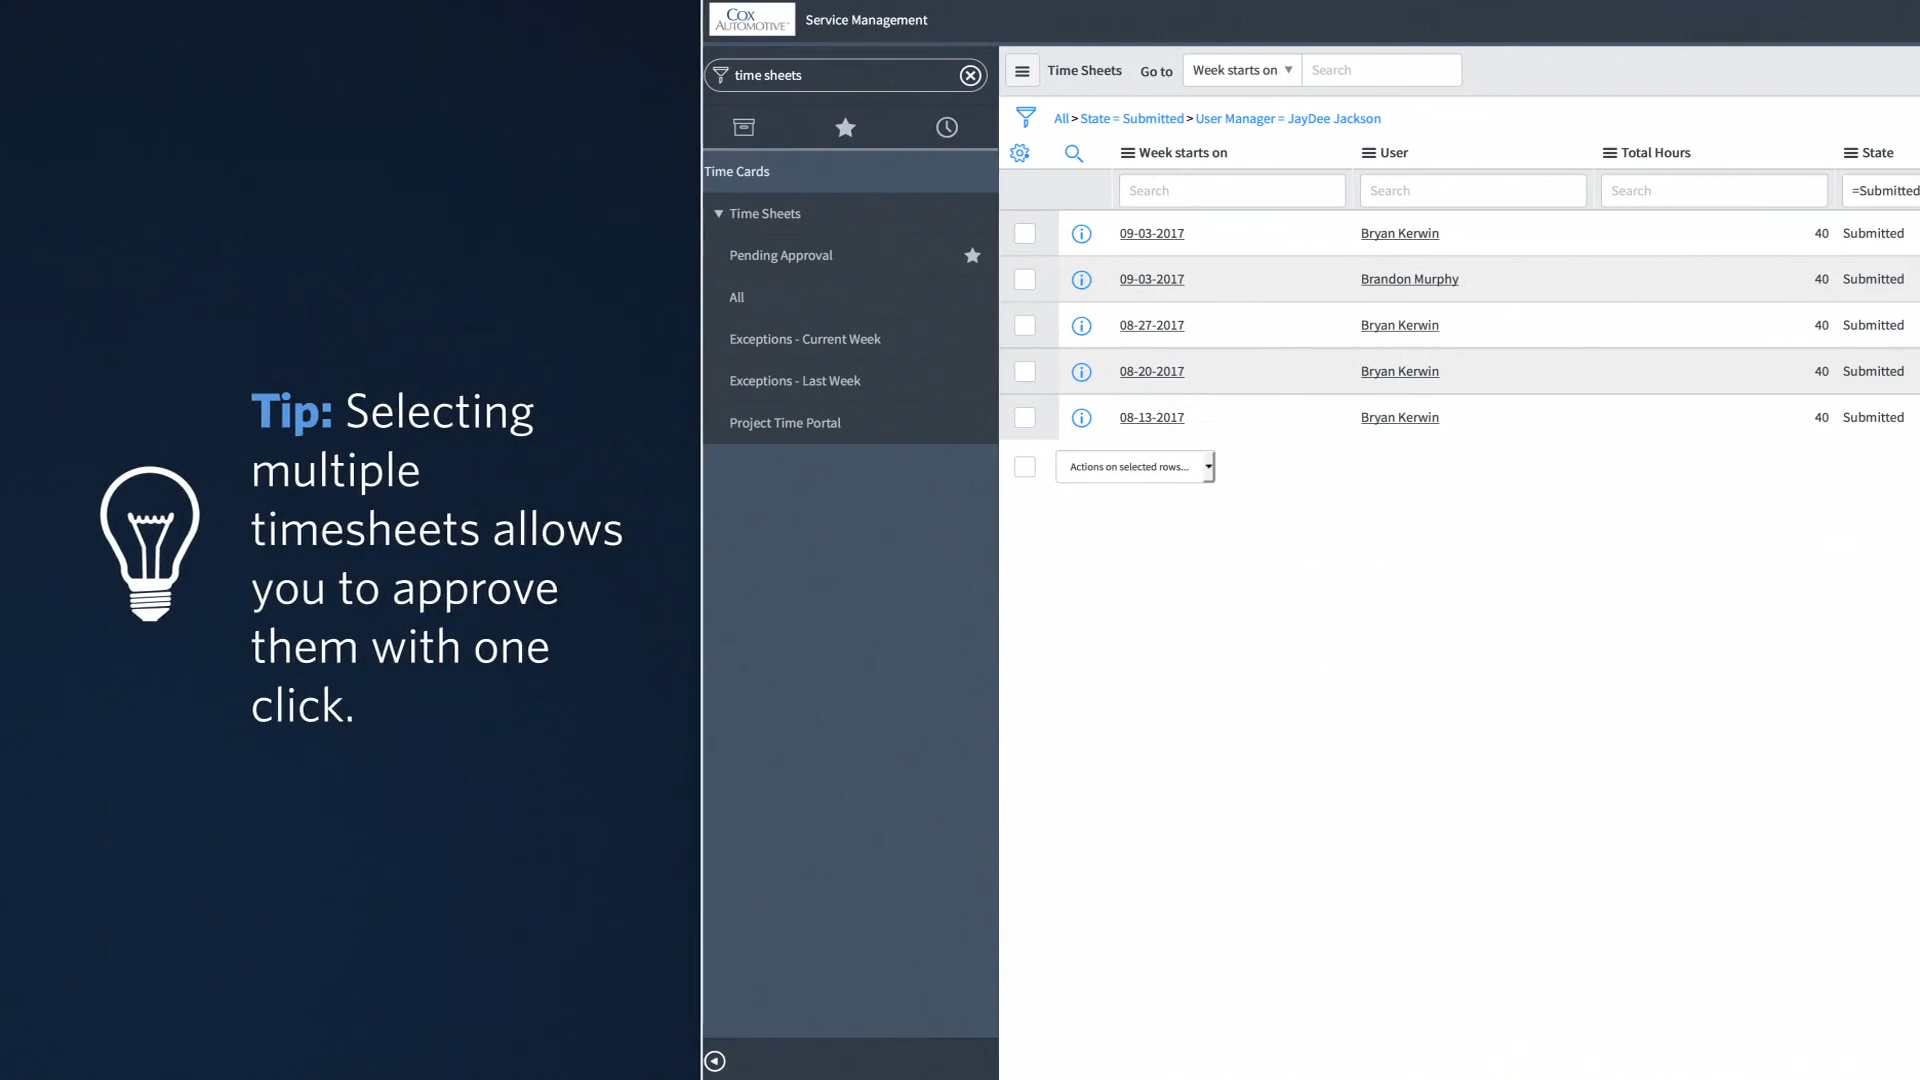 Tip: Selecting
multiple
timesheets allows
you to approve
them with one
click.
COX
AUTOMOTIVE
Service Management
time sheets
Time Cards
Time Sheets
Pending Approval
All
Exceptions - Current Week
Exceptions - Last Week
Project Time Portal
Time Sheets Go to Week starts on Search
All > State = Submitted > User Manager = JayDee Jackson
Week starts on User Total Hours State
Search Search Search =Submitted
09-03-2017 Bryan Kerwin 40 Submitted
09-03-2017 Brandon Murphy 40 Submitted
08-27-2017 Bryan Kerwin 40 Submitted
08-20-2017 Bryan Kerwin 40 Submitted
08-13-2017 Bryan Kerwin 40 Submitted
Actions on selected rows...